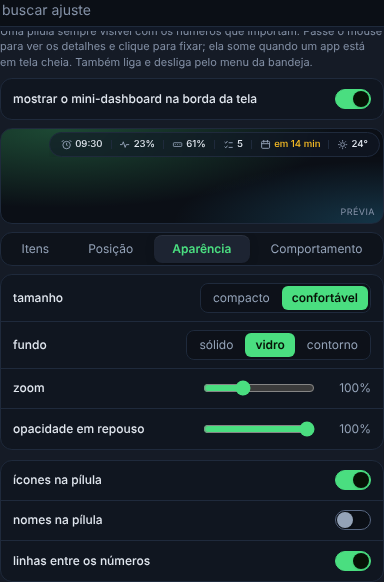 buscar ajuste
Uma pílula sempre visível com os números que importam. Passe o mouse
para ver os detalhes e clique para fixar; ela some quando um app está
em tela cheia. Também liga e desliga pelo menu da bandeja.
mostrar o mini-dashboard na borda da tela
09:30 23% 61% 5 em 14 min 24°
PRÉVIA
Itens Posição Aparência Comportamento
tamanho compacto confortável
fundo sólido vidro contorno
zoom 100%
opacidade em repouso 100%
ícones na pílula
nomes na pílula
linhas entre os números